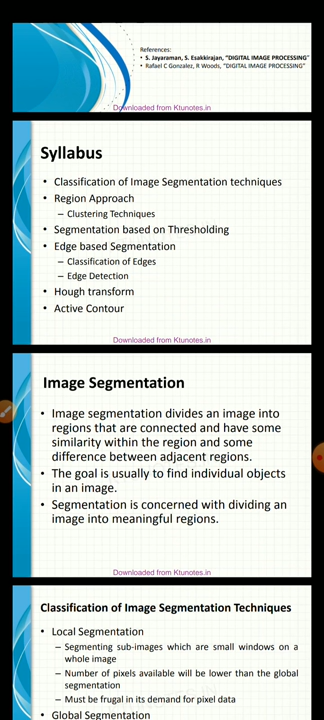 References:
• S. Jayaraman, S. Esakkirajan, "DIGITAL IMAGE PROCESSING"
• Rafael C Gonzalez, R Woods, "DIGITAL IMAGE PROCESSING"
Downloaded from Ktunotes.in
Syllabus
• Classification of Image Segmentation techniques
• Region Approach
– Clustering Techniques
• Segmentation based on Thresholding
• Edge based Segmentation
– Classification of Edges
– Edge Detection
• Hough transform
• Active Contour
Downloaded from Ktunotes.in
Image Segmentation
• Image segmentation divides an image into
regions that are connected and have some
similarity within the region and some
difference between adjacent regions.
• The goal is usually to find individual objects
in an image.
• Segmentation is concerned with dividing an
image into meaningful regions.
Downloaded from Ktunotes.in
Classification of Image Segmentation Techniques
• Local Segmentation
– Segmenting sub-images which are small windows on a
whole image
– Number of pixels available will be lower than the global
segmentation
– Must be frugal in its demand for pixel data
• Global Segmentation